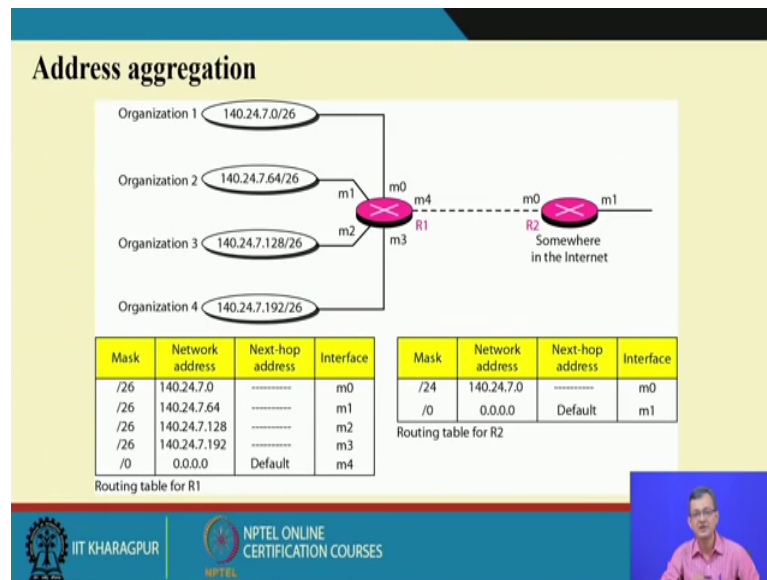 Address aggregation
Organization 1 140.24.7.0/26
Organization 2 140.24.7.64/26
Organization 3 140.24.7.128/26
Organization 4 140.24.7.192/26
m0
m1
m4
m2
R1
m3
m0
m1
R2
Somewhere
in the Internet
Mask Network address Next-hop address Interface
/26 140.24.7.0 ---------- m0
/26 140.24.7.64 ---------- m1
/26 140.24.7.128 ---------- m2
/26 140.24.7.192 ---------- m3
/0 0.0.0.0 Default m4
Routing table for R1
Mask Network address Next-hop address Interface
/24 140.24.7.0 ---------- m0
/0 0.0.0.0 Default m1
Routing table for R2
IIT KHARAGPUR
NPTEL
NPTEL ONLINE
CERTIFICATION COURSES